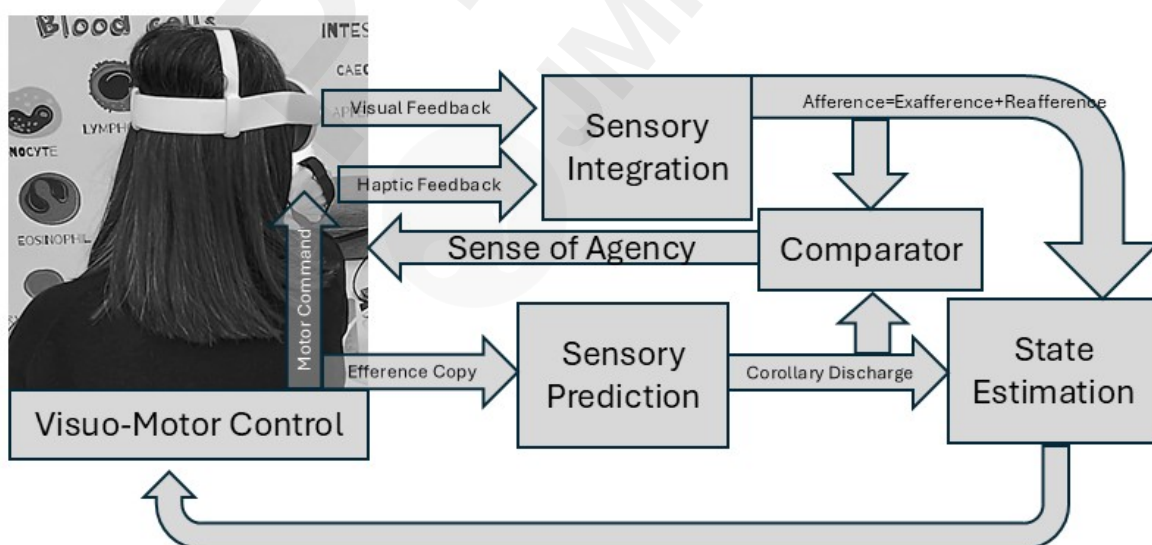 Blood cells
INTES
CAEC
LYMPH
NOCYTE
EOSINOPHIL
Visual Feedback
Haptic Feedback
Sensory
Integration
Afference=Exafference+Reafference
Sense of Agency
Comparator
Motor Command
Efference Copy
Sensory
Prediction
Corollary Discharge
State
Estimation
Visuo-Motor Control